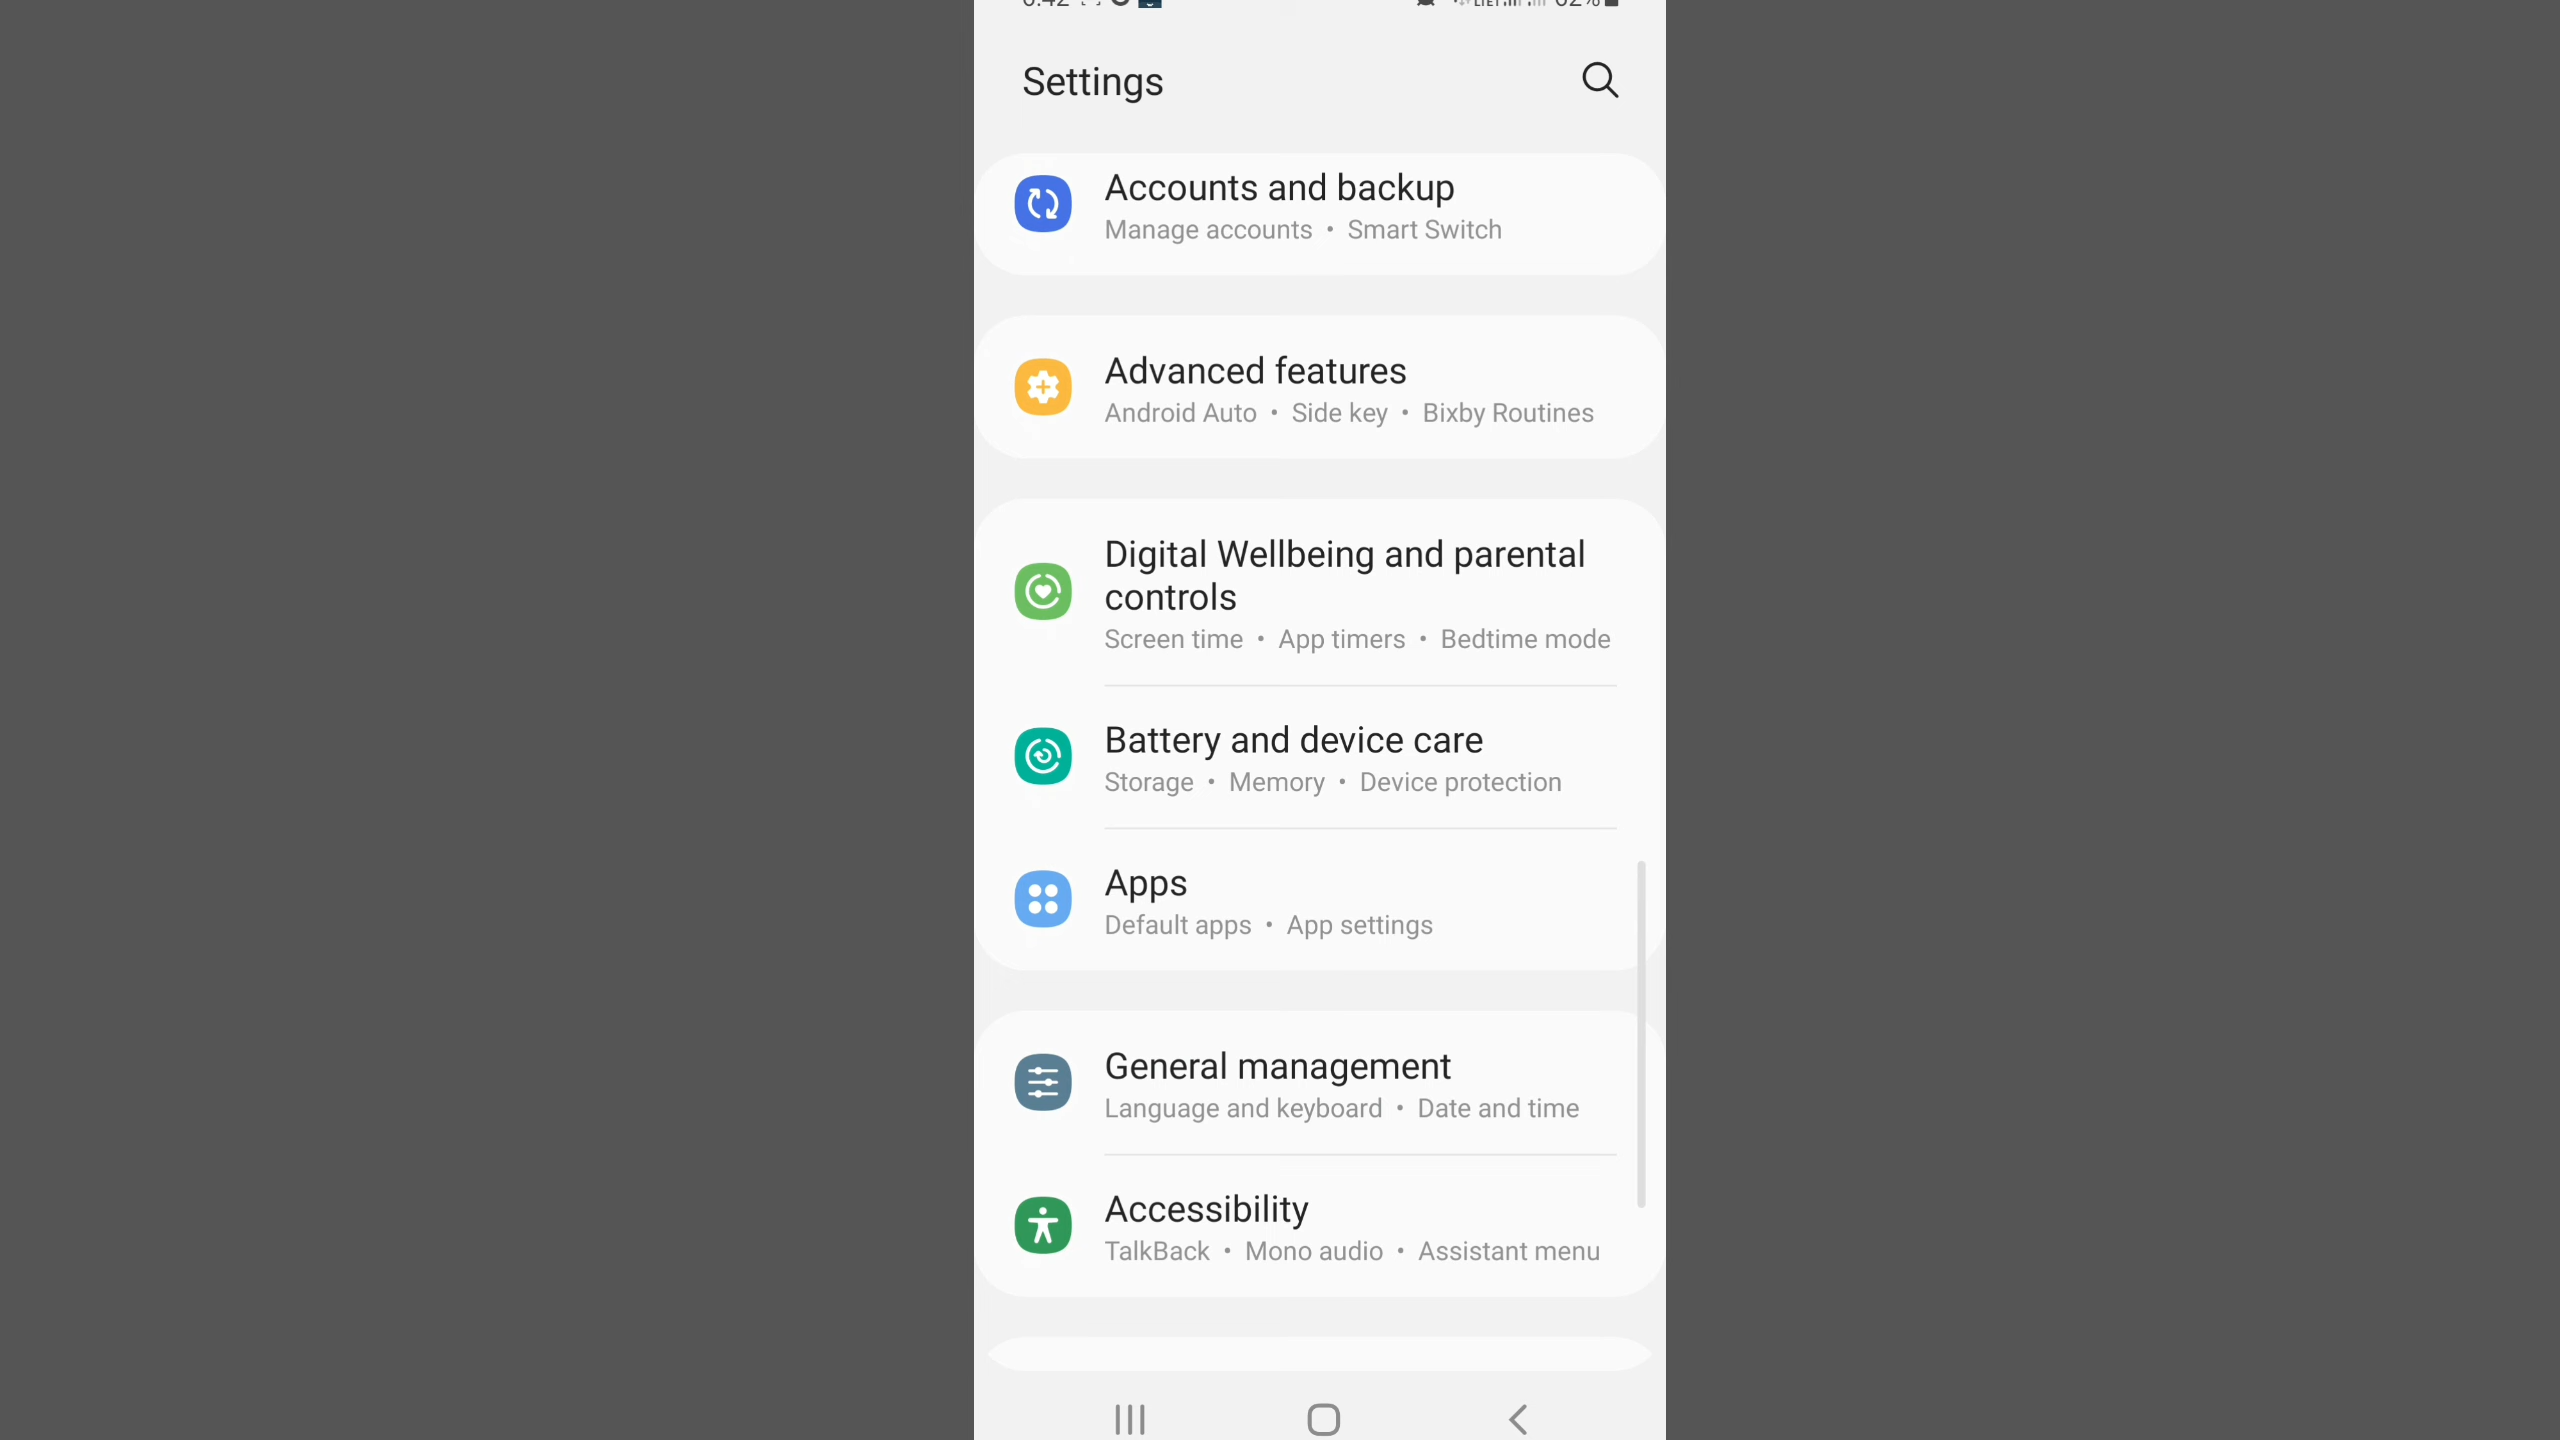 Settings
Accounts and backup
Manage accounts • Smart Switch
Advanced features
Android Auto • Side key • Bixby Routines
Digital Wellbeing and parental
controls
Screen time • App timers • Bedtime mode
Battery and device care
Storage • Memory • Device protection
Apps
Default apps • App settings
General management
Language and keyboard • Date and time
Accessibility
TalkBack • Mono audio • Assistant menu